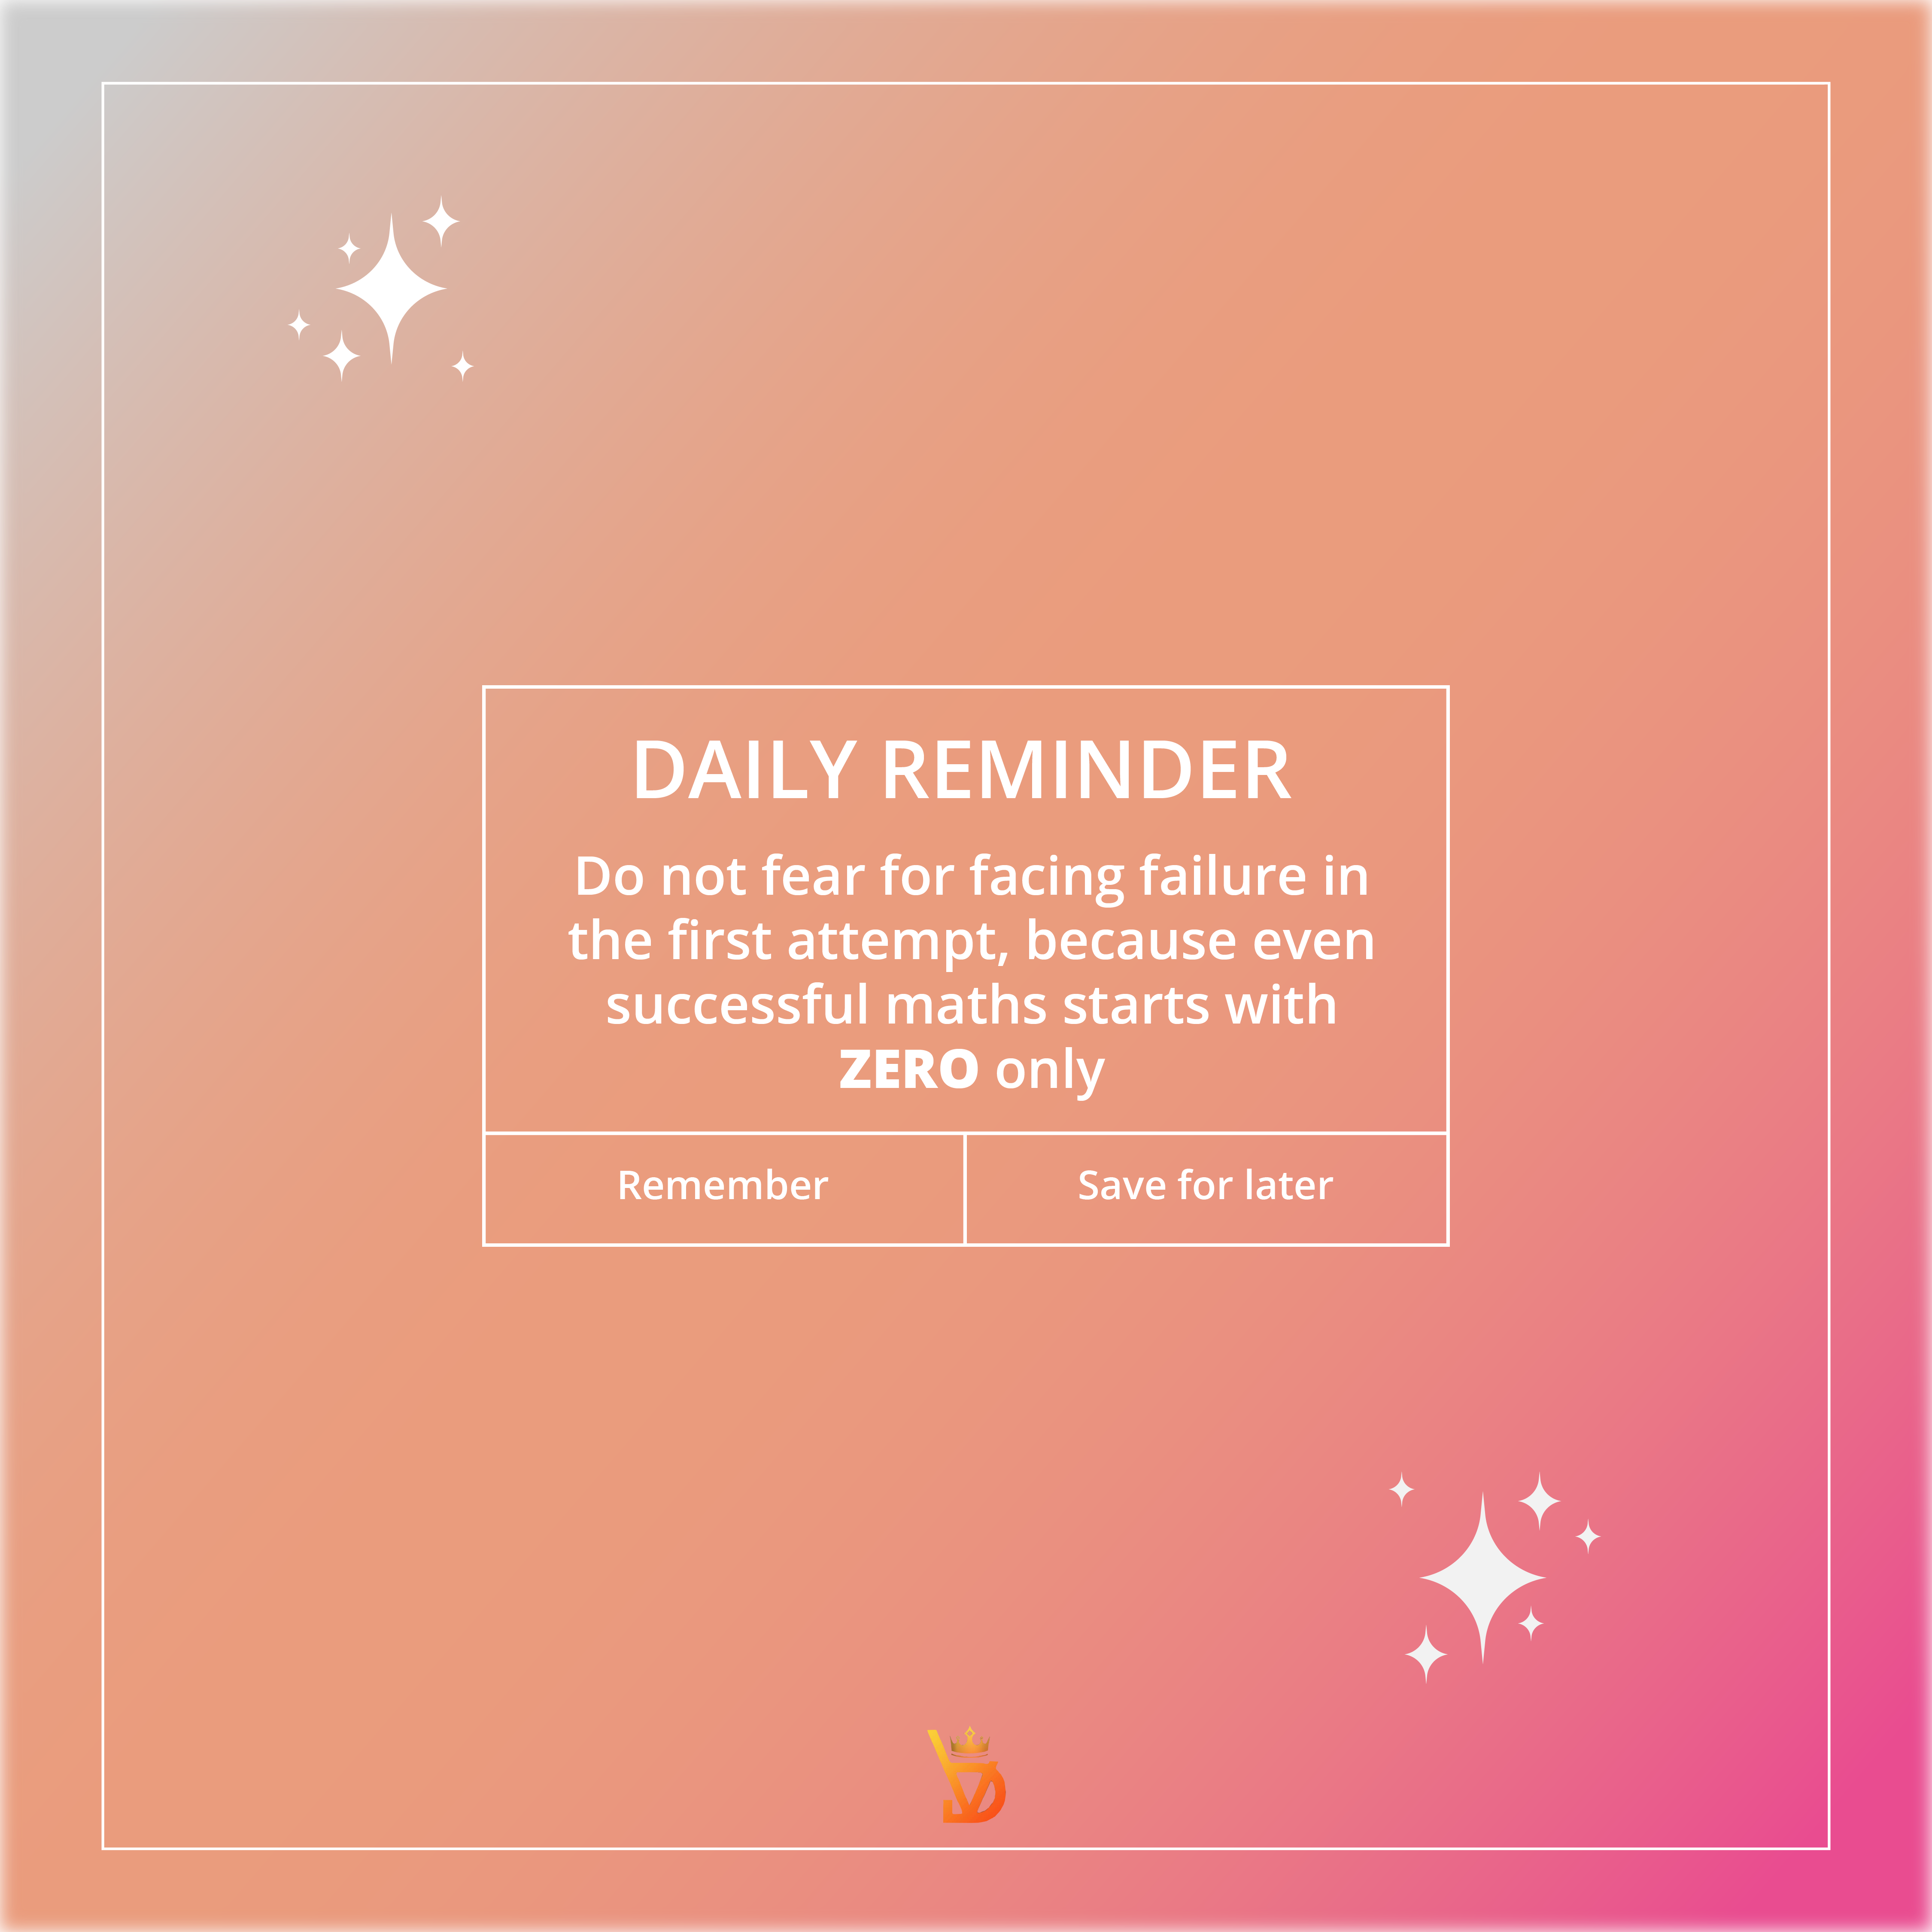 DAILY REMINDER
Do not fear for facing failure in
the first attempt, because even
successful maths starts with
ZERO only
Remember
Save for later